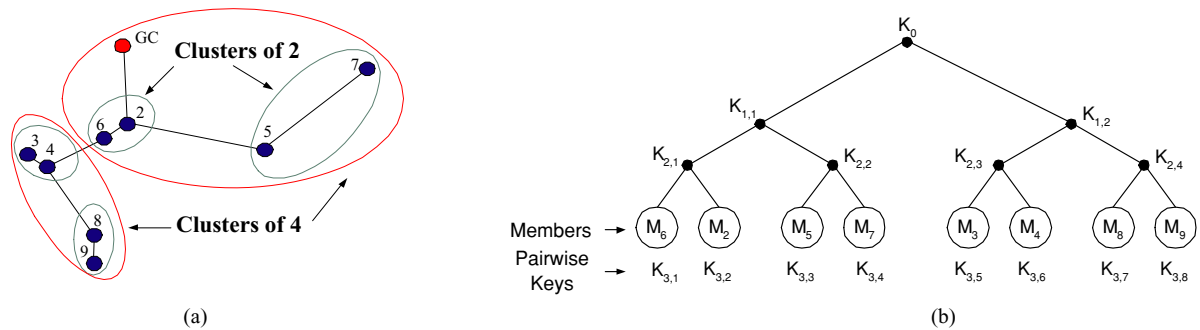 GC
Clusters of 2
7
6
2
5
3
4
8
9
Clusters of 4
(a)
K0
K1,1
K1,2
K2,1
K2,2
K2,3
K2,4
Members
M6 M2 M5 M7 M3 M4 M8 M9
Pairwise
Keys
K3,1 K3,2 K3,3 K3,4 K3,5 K3,6 K3,7 K3,8
(b)